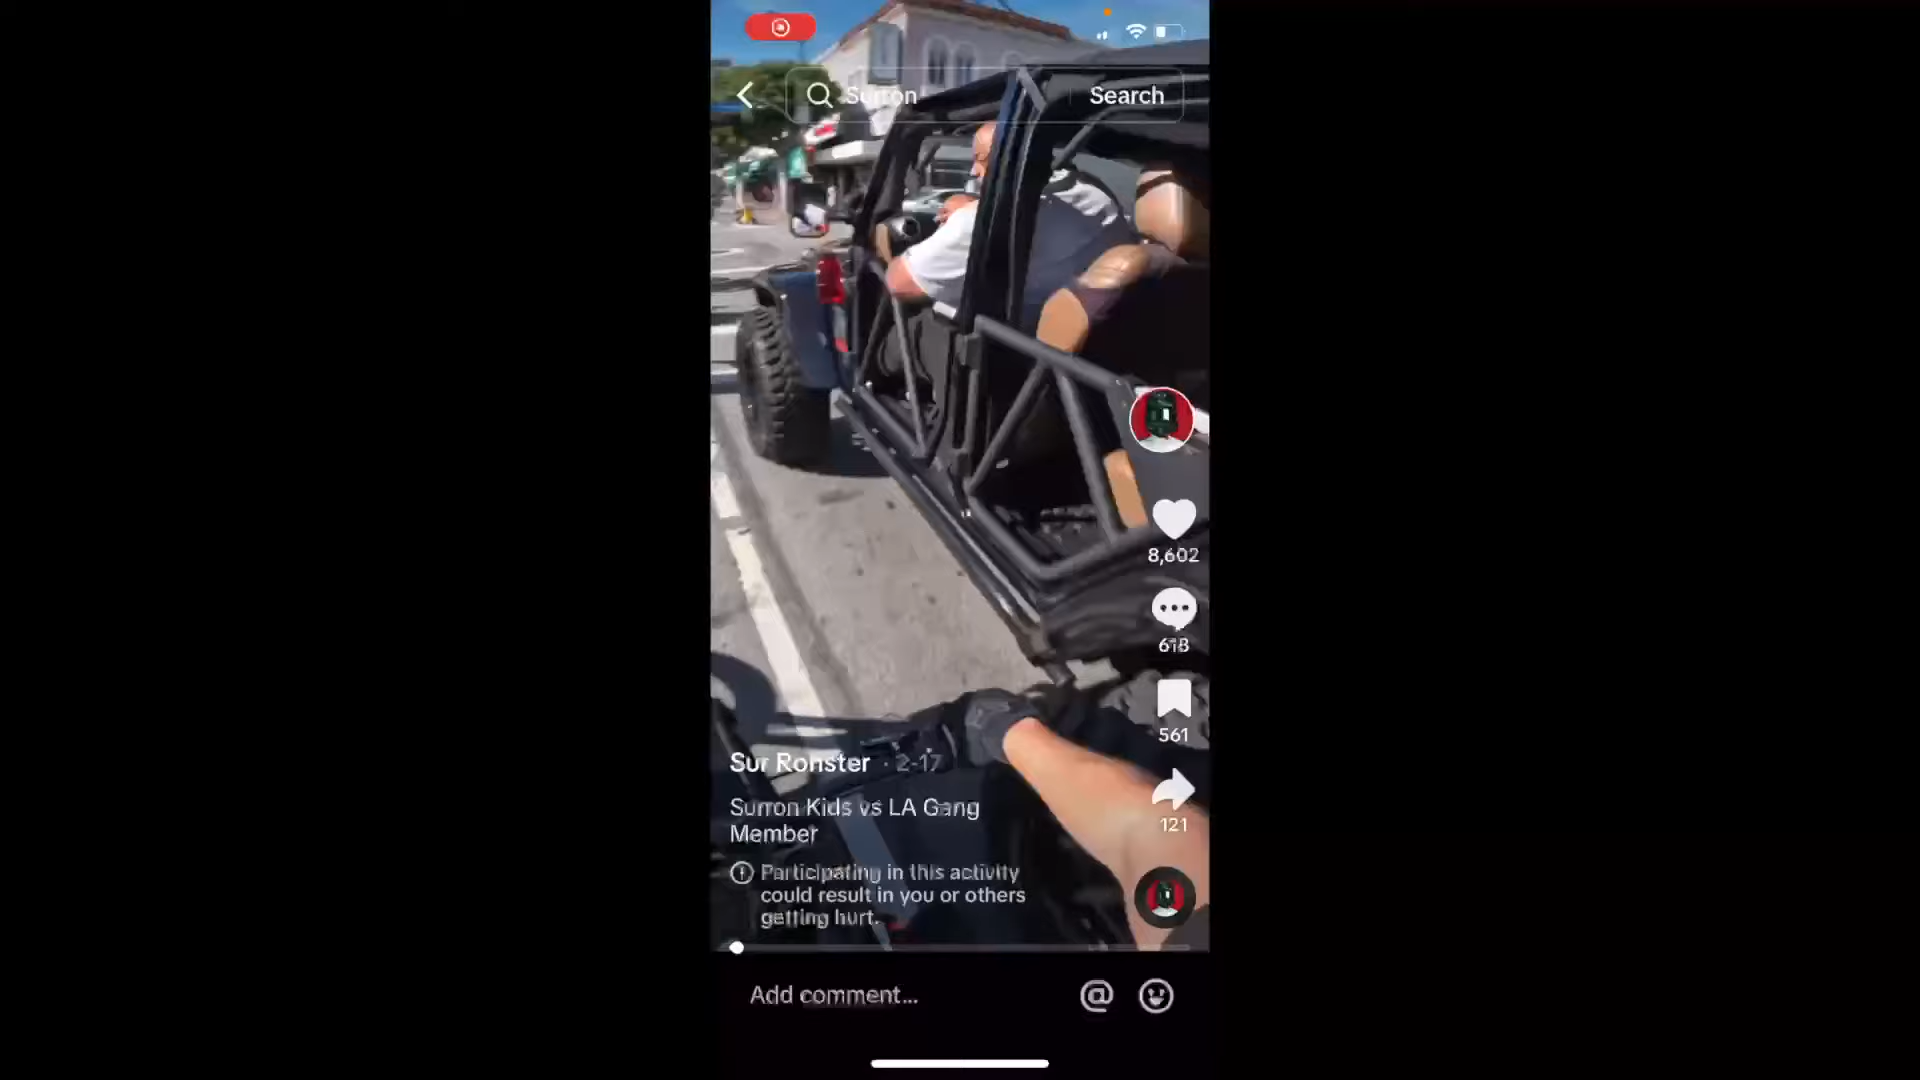 Surron
Search
8,602
618
561
121
Sur Ronster · 2-17
Surron Kids vs LA Gang
Member
Participating in this activity
could result in you or others
getting hurt.
Add comment...